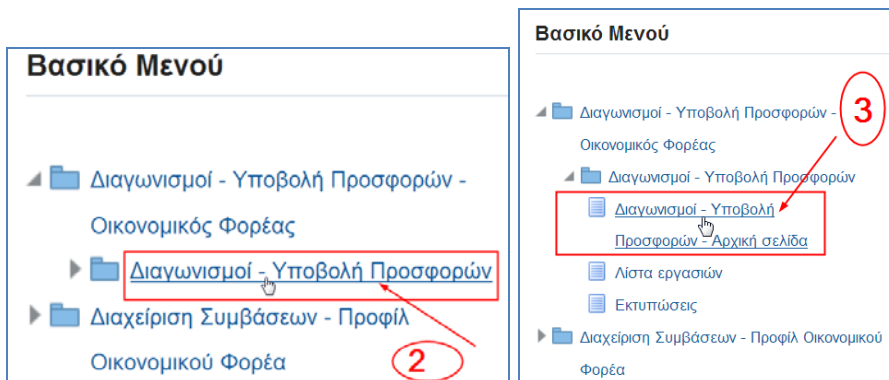 Βασικό Μενού
Διαγωνισμοί - Υποβολή Προσφορών -
Οικονομικός Φορέας
Διαγωνισμοί - Υποβολή Προσφορών
Διαχείριση Συμβάσεων - Προφίλ
Οικονομικού Φορέα
2
Βασικό Μενού
3
Διαγωνισμοί - Υποβολή Προσφορών -
Οικονομικός Φορέας
Διαγωνισμοί - Υποβολή Προσφορών
Διαγωνισμοί - Υποβολή
Προσφορών - Αρχική σελίδα
Λίστα εργασιών
Εκτυπώσεις
Διαχείριση Συμβάσεων - Προφίλ Οικονομικού
Φορέα